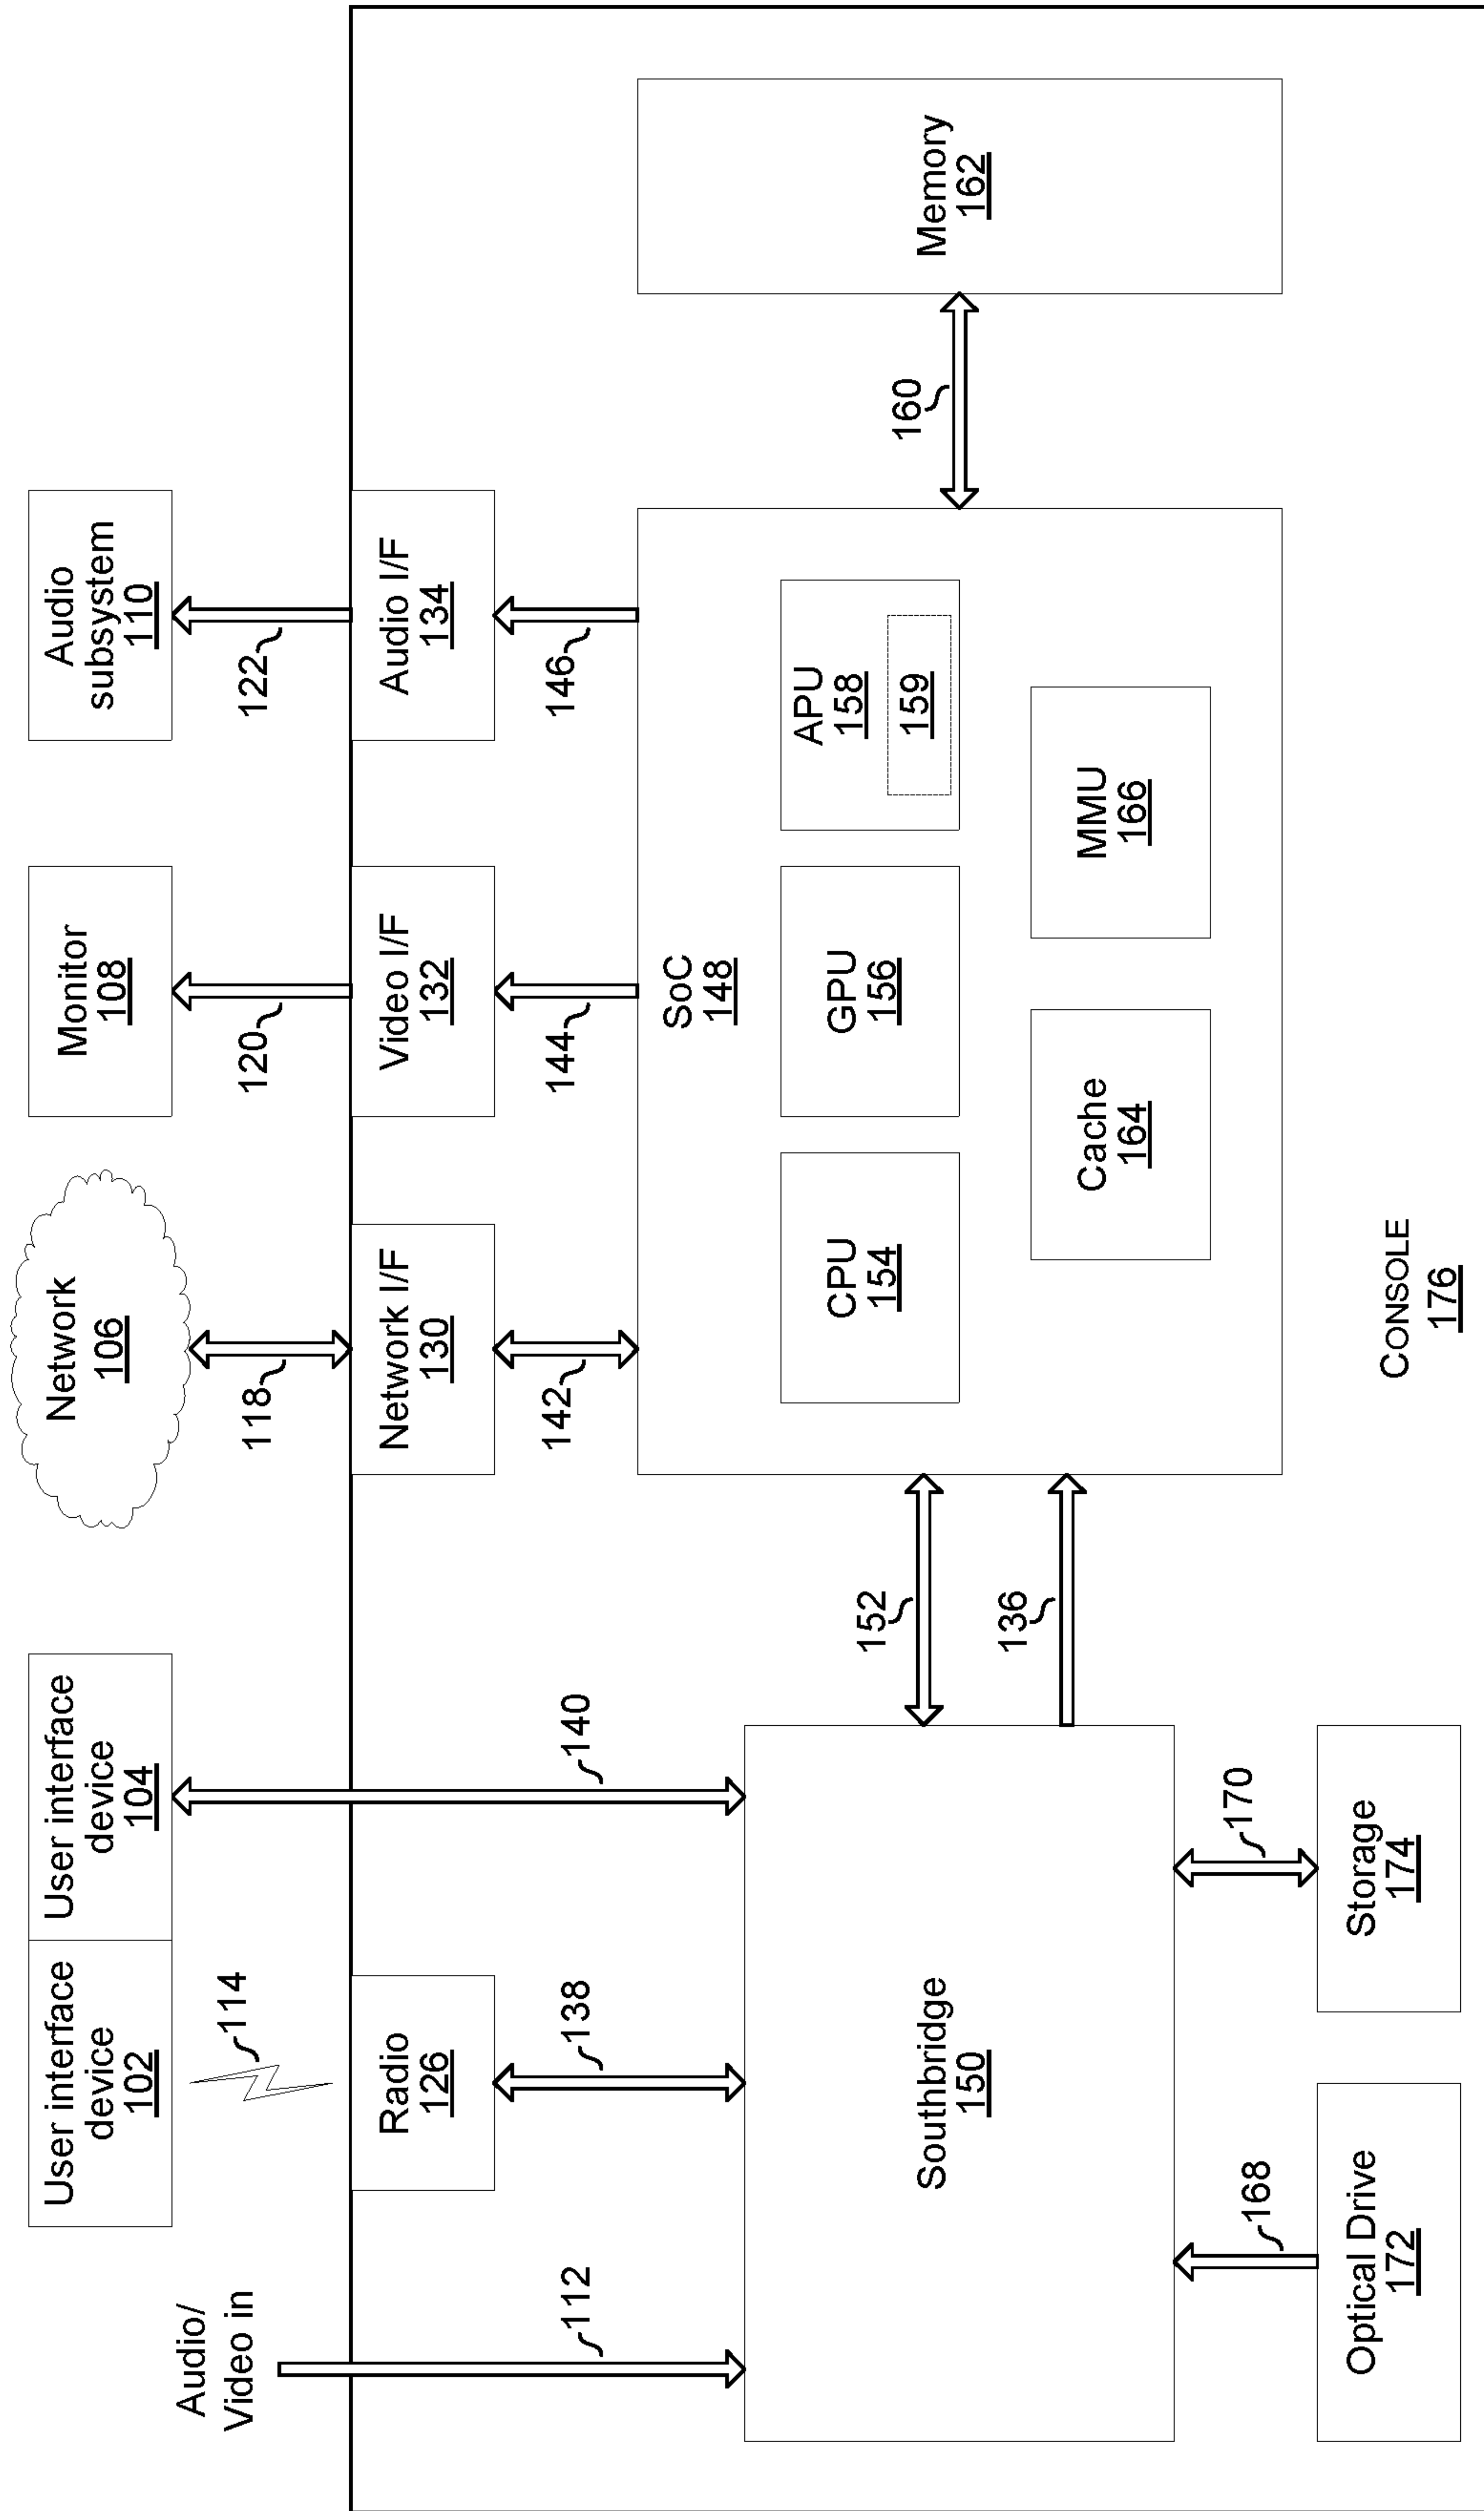 Audio/
Video in
User interface
device
102
User interface
device
104
Network
106
Monitor
108
Audio
subsystem
110
114
118
120
122
Radio
126
Network I/F
130
Video I/F
132
Audio I/F
134
112
138
140
142
144
146
Southbridge
150
152
136
SoC
148
CPU
154
GPU
156
APU
158
159
Cache
164
MMU
166
160
Memory
162
168
170
Optical Drive
172
Storage
174
CONSOLE
176